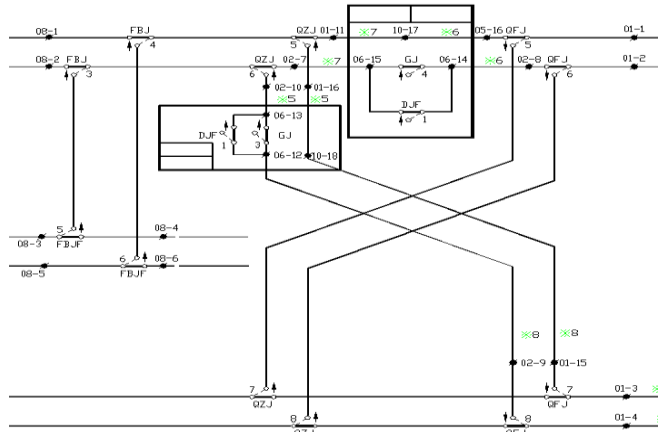 08-1 FBJ QZJ 01-11 ※7 10-17 ※6 05-16 QFJ 01-1
4 5 5
08-2 FBJ QZJ 02-7 ※7 06-15 GJ 06-14 ※6 02-8 QFJ 01-2
3 6 4 6
02-10 01-16
※5 ※5
DJF
1
06-13
DJF GJ
1 3
06-12 10-18
5 08-4
08-3 FBJF
6 08-6
08-5 FBJF
※8 ※8
02-9 01-15
7 7 01-3
QZJ QFJ
8 8 01-4
QZJ QFJ